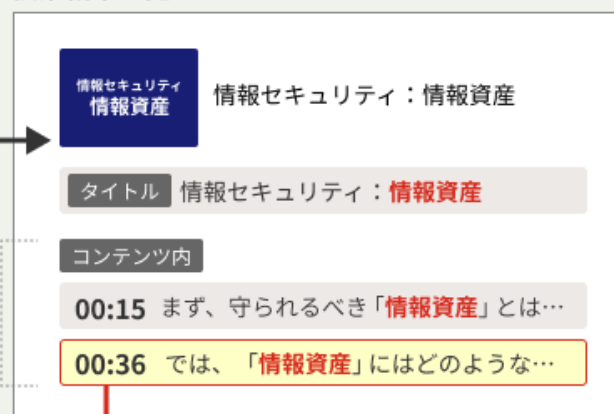 情報セキュリティ
情報資産
情報セキュリティ：情報資産
タイトル 情報セキュリティ：情報資産
コンテンツ内
00:15 まず、守られるべき「情報資産」とは…
00:36 では、「情報資産」にはどのような…